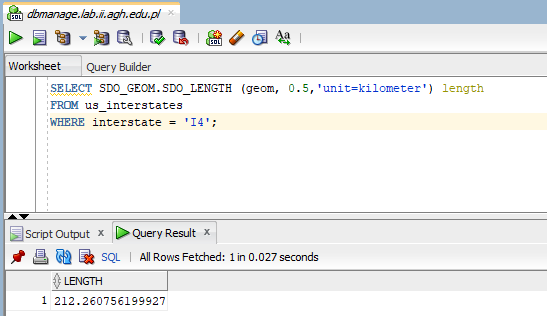 dbmanage.lab.ii.agh.edu.pl
SQL
Aa
Worksheet Query Builder
SELECT SDO_GEOM.SDO_LENGTH (geom, 0.5,'unit=kilometer') length
FROM us_interstates
WHERE interstate = 'I4';
Script Output x Query Result x
SQL | All Rows Fetched: 1 in 0.027 seconds
LENGTH
1 212.260756199927